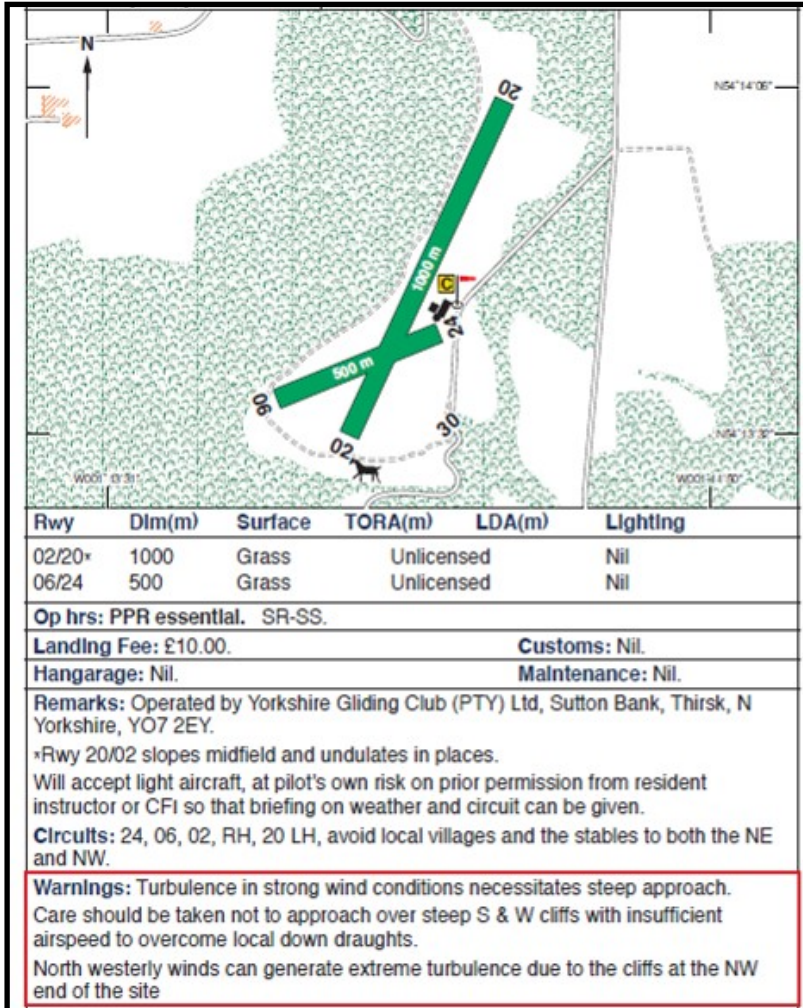 N
20
N54°14'06"
1000 m
C
24
500 m
06
02
30
N54°13'32"
W001°13'31"
Rwy Dim(m) Surface TORA(m) LDA(m) Lighting
02/20* 1000 Grass Unlicensed Nil
06/24 500 Grass Unlicensed Nil
Op hrs: PPR essential. SR-SS.
Landing Fee: £10.00. Customs: Nil.
Hangarage: Nil. Maintenance: Nil.
Remarks: Operated by Yorkshire Gliding Club (PTY) Ltd, Sutton Bank, Thirsk, N
Yorkshire, YO7 2EY.
*Rwy 20/02 slopes midfield and undulates in places.
Will accept light aircraft, at pilot's own risk on prior permission from resident
instructor or CFI so that briefing on weather and circuit can be given.
Circuits: 24, 06, 02, RH, 20 LH, avoid local villages and the stables to both the NE
and NW.
Warnings: Turbulence in strong wind conditions necessitates steep approach.
Care should be taken not to approach over steep S & W cliffs with insufficient
airspeed to overcome local down draughts.
North westerly winds can generate extreme turbulence due to the cliffs at the NW
end of the site